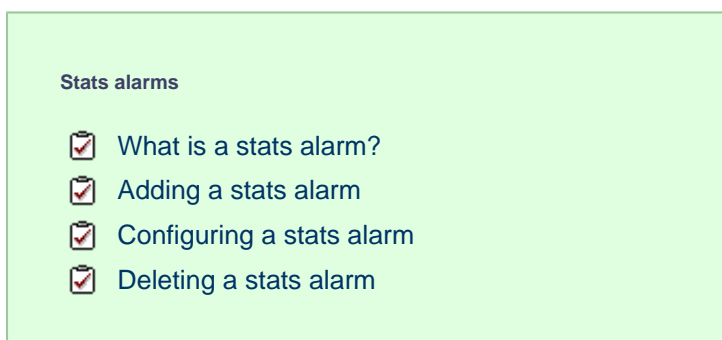 Stats alarms
What is a stats alarm?
Adding a stats alarm
Configuring a stats alarm
Deleting a stats alarm